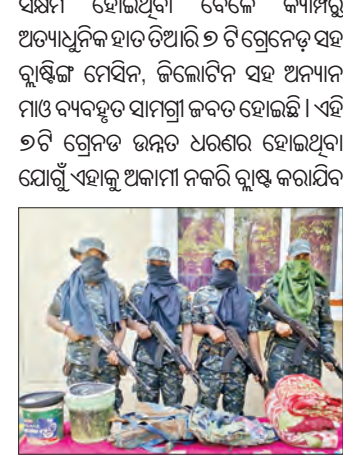 ସକ୍ଷମ ହୋଇଥିବା ବେଳେ କ୍ୟାମ୍ପରୁ
ଅତ୍ୟାଧୁନିକ ହାତ ତିଆରି ୭ ଟି ଗ୍ରେନେଡ଼ ସହ
ବ୍ଲାଷ୍ଟିଙ୍ଗ ମେସିନ, ଜିଲୋଟିନ ସହ ଅନ୍ୟାନ
ମାଓ ବ୍ୟବହୃତ ସାମଗ୍ରୀ ଜବତ ହୋଇଛି । ଏହି
୭ଟି ଗ୍ରେନଡ ଉନ୍ନତ ଧରଣର ହୋଇଥିବା
ଯୋଗୁଁ ଏହାକୁ ଅକାମୀ ନକରି ବ୍ଲାଷ୍ଟ କରାଯିବ